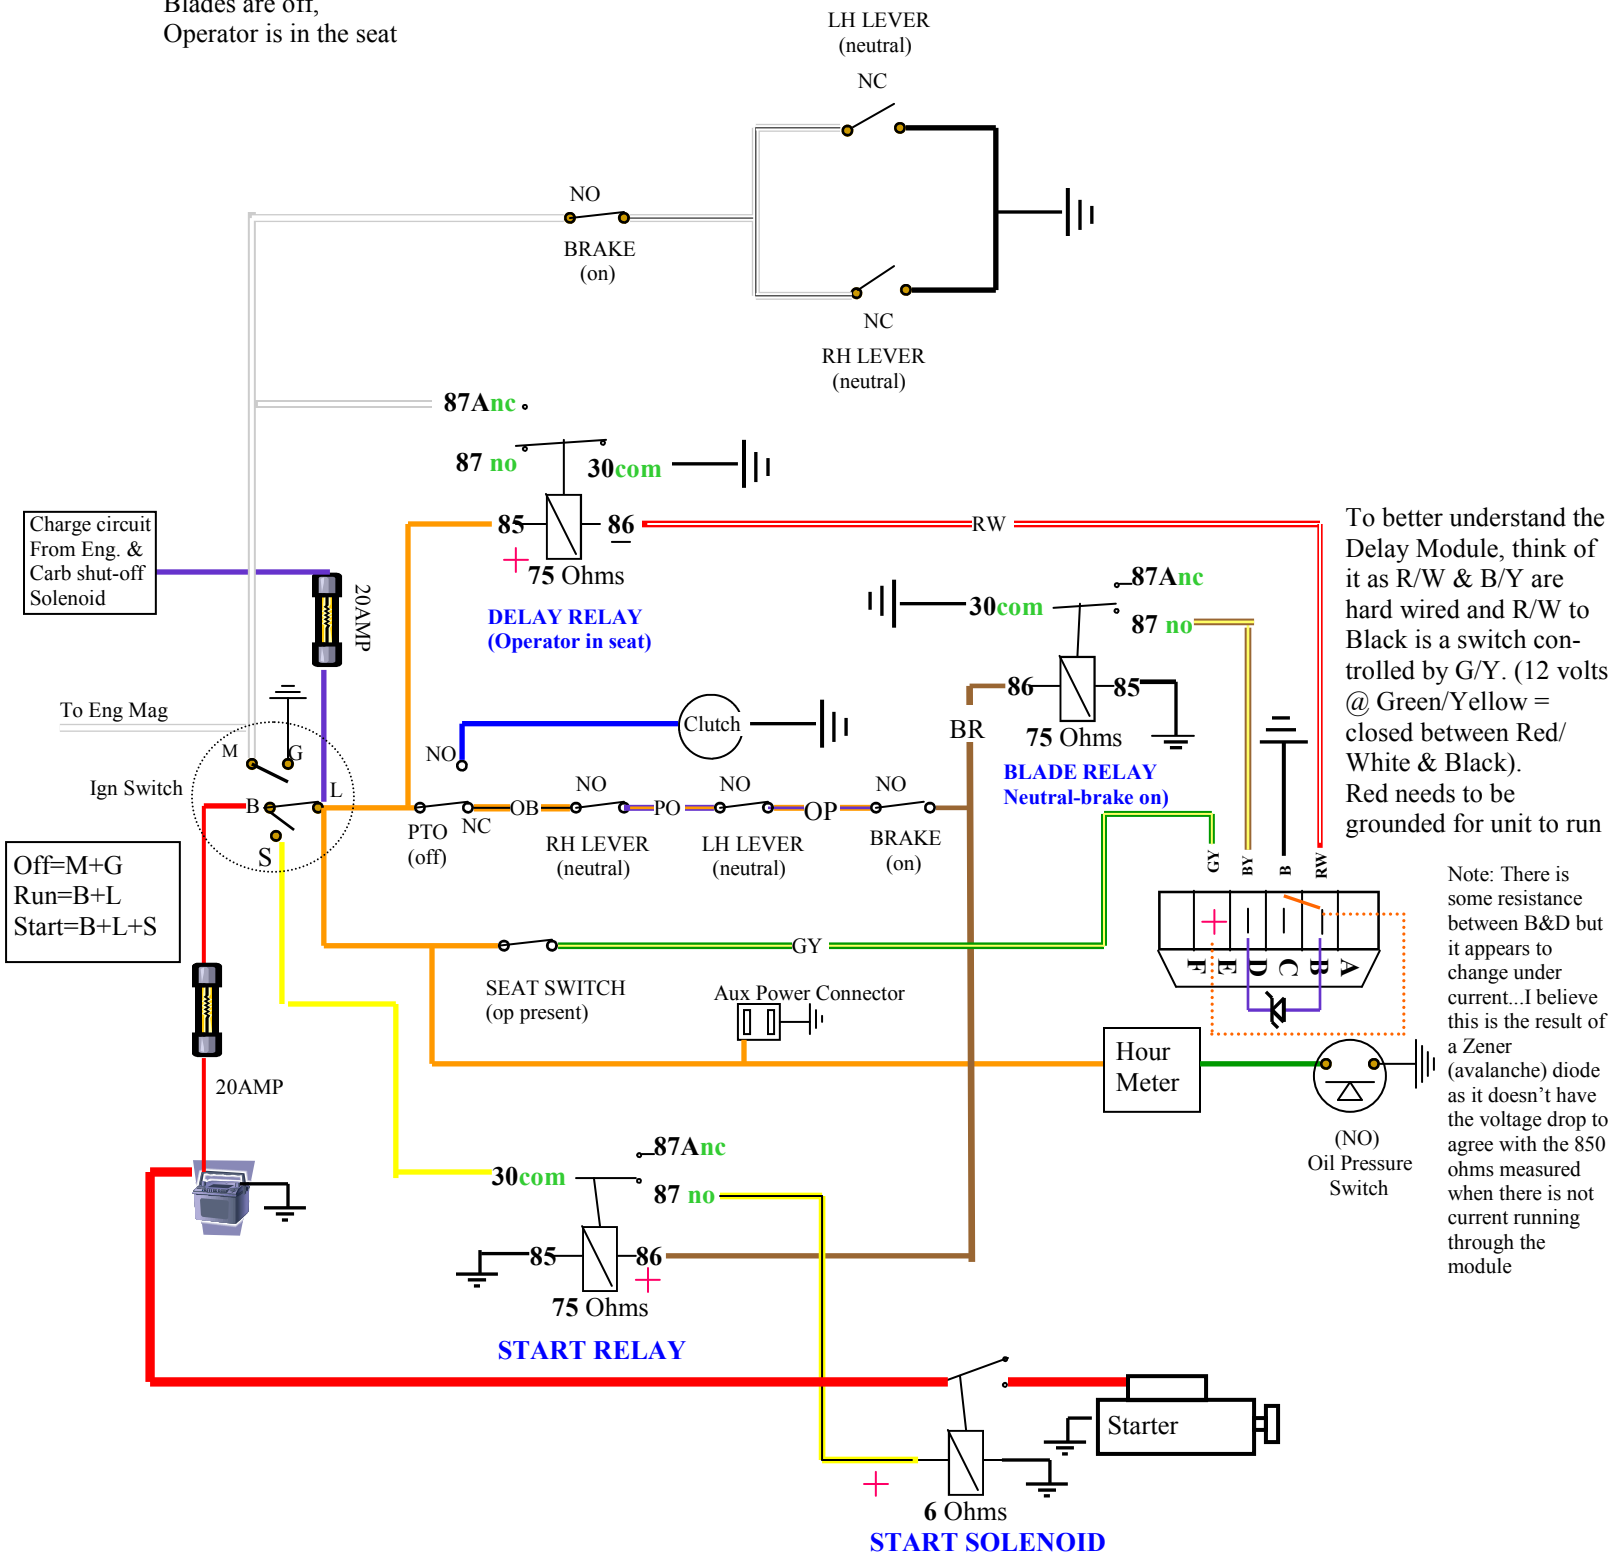 Blades are off,
Operator is in the seat
LH LEVER
(neutral)
NC
NO
BRAKE
(on)
NC
RH LEVER
(neutral)
87Anc
87 no
30com
85
86
+
75 Ohms
DELAY RELAY
(Operator in seat)
RW
Charge circuit
From Eng. &
Carb shut-off
Solenoid
20AMP
To Eng Mag
Ign Switch
M
G
B
L
S
Off=M+G
Run=B+L
Start=B+L+S
20AMP
NO
Clutch
PTO
(off)
NC
OB
NO
RH LEVER
(neutral)
PO
NO
LH LEVER
(neutral)
OP
NO
BRAKE
(on)
BR
30com
87Anc
87 no
86
85
75 Ohms
BLADE RELAY
Neutral-brake on)
GY
BY
B
RW
+
F
E
D
C
B
A
To better understand the
Delay Module, think of
it as R/W & B/Y are
hard wired and R/W to
Black is a switch con-
trolled by G/Y. (12 volts
@ Green/Yellow =
closed between Red/
White & Black).
Red needs to be
grounded for unit to run
Note: There is
some resistance
between B&D but
it appears to
change under
current...I believe
this is the result of
a Zener
(avalanche) diode
as it doesn’t have
the voltage drop to
agree with the 850
ohms measured
when there is not
current running
through the
module
GY
SEAT SWITCH
(op present)
Aux Power Connector
Hour
Meter
(NO)
Oil Pressure
Switch
87Anc
30com
87 no
85
86
+
75 Ohms
START RELAY
Starter
+
6 Ohms
START SOLENOID